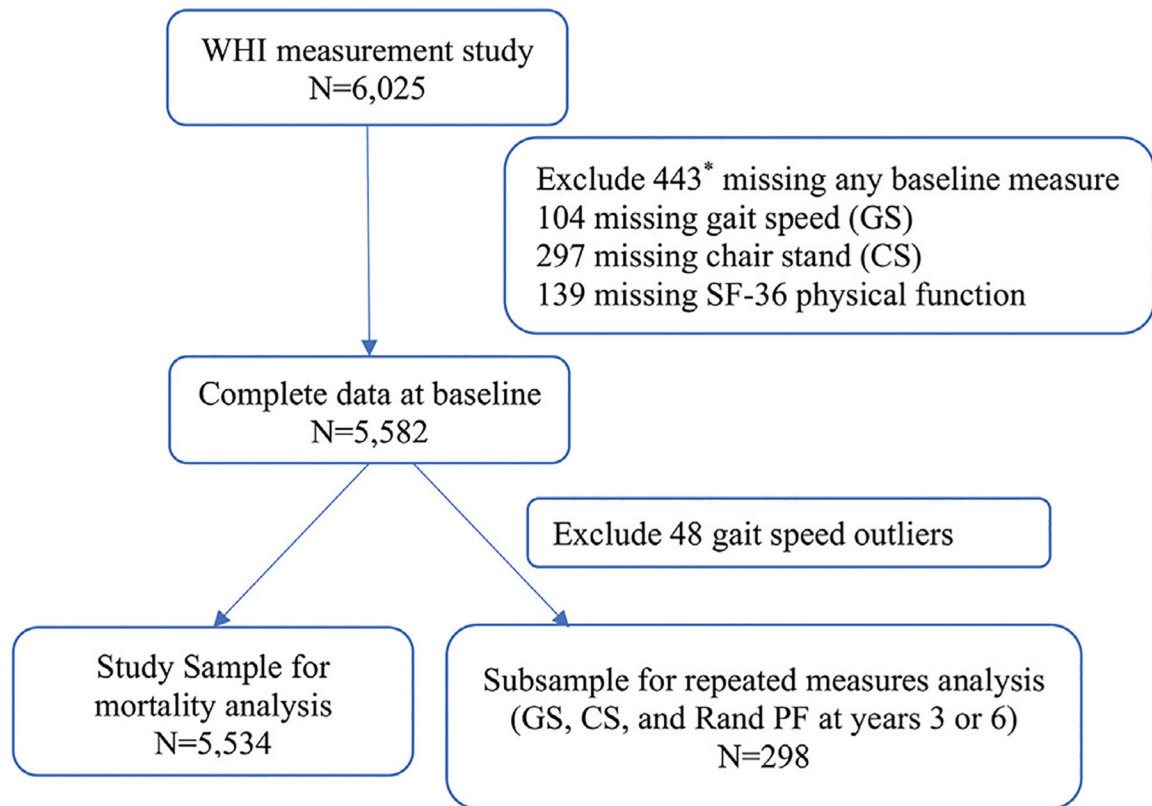 WHI measurement study
N=6,025
Exclude 443* missing any baseline measure
104 missing gait speed (GS)
297 missing chair stand (CS)
139 missing SF-36 physical function
Complete data at baseline
N=5,582
Exclude 48 gait speed outliers
Study Sample for
mortality analysis
N=5,534
Subsample for repeated measures analysis
(GS, CS, and Rand PF at years 3 or 6)
N=298